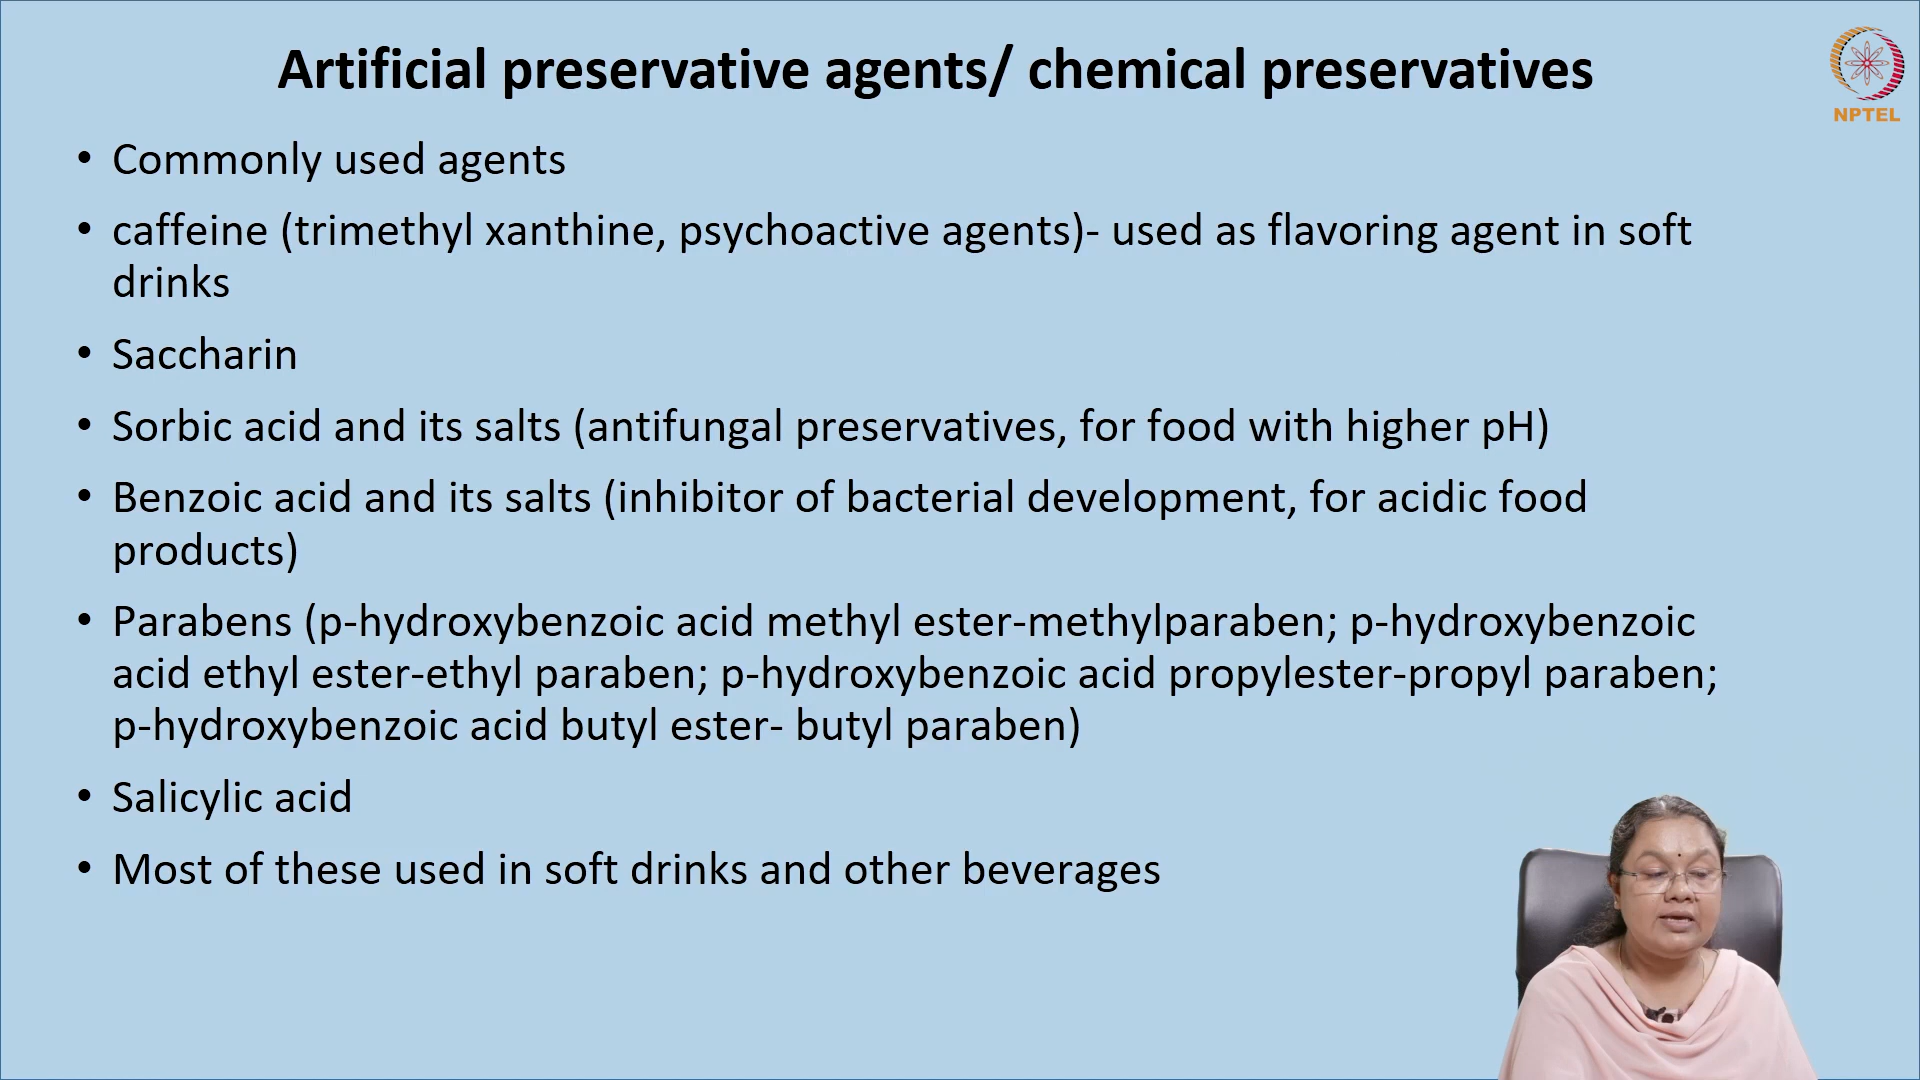 Artificial preservative agents/ chemical preservatives
NPTEL
• Commonly used agents
• caffeine (trimethyl xanthine, psychoactive agents)- used as flavoring agent in soft
drinks
• Saccharin
• Sorbic acid and its salts (antifungal preservatives, for food with higher pH)
• Benzoic acid and its salts (inhibitor of bacterial development, for acidic food
products)
• Parabens (p-hydroxybenzoic acid methyl ester-methylparaben; p-hydroxybenzoic
acid ethyl ester-ethyl paraben; p-hydroxybenzoic acid propylester-propyl paraben;
p-hydroxybenzoic acid butyl ester- butyl paraben)
• Salicylic acid
• Most of these used in soft drinks and other beverages